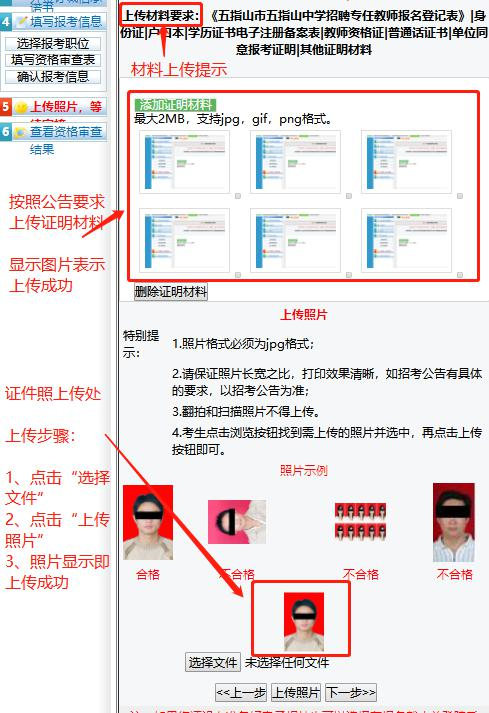 4 填写报考信息
选择报考职位
填写资格审查表
确认报考信息
5 上传照片，等
6 查看资格审查
结果
按照公告要求
上传证明材料
显示图片表示
上传成功
证件照上传处
上传步骤：
1、点击“选择
文件”
2、点击“上传
照片”
3、照片显示即
上传成功
上传材料要求：《五指山市五指山中学招聘专任教师报名登记表》|身
份证|户口本|学历证书电子注册备案表|教师资格证|普通话证书|单位同
意报考证明|其他证明材料
材料上传提示
添加证明材料
最大2MB，支持jpg，gif，png格式。
删除证明材料
上传照片
特别提
示：
1.照片格式必须为jpg格式；
2.请保证照片长宽之比，打印效果清晰，如招考公告有具体
的要求，以招考公告为准；
3.翻拍和扫描照片不得上传。
4.考生点击浏览按钮找到需上传的照片并选中，再点击上传
按钮即可。
照片示例
合格 不合格 不合格 不合格
选择文件 未选择任何文件
<<上一步 上传照片 下一步>>